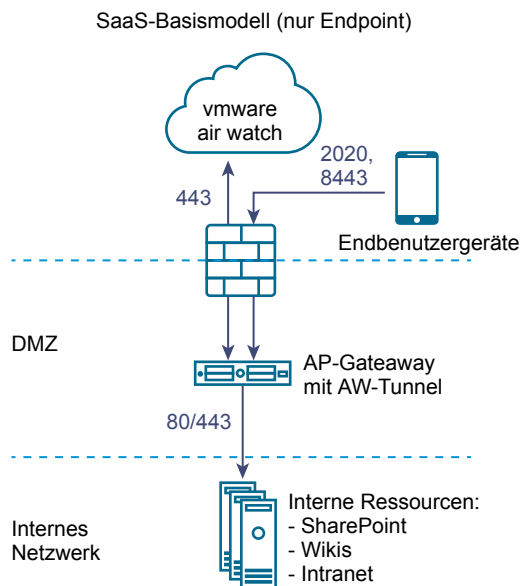 SaaS-Basismodell (nur Endpoint)
vmware
air watch
2020,
8443
443
Endbenutzergeräte
DMZ
AP-Gateaway
mit AW-Tunnel
80/443
Internes
Netzwerk
Interne Ressourcen:
- SharePoint
- Wikis
- Intranet